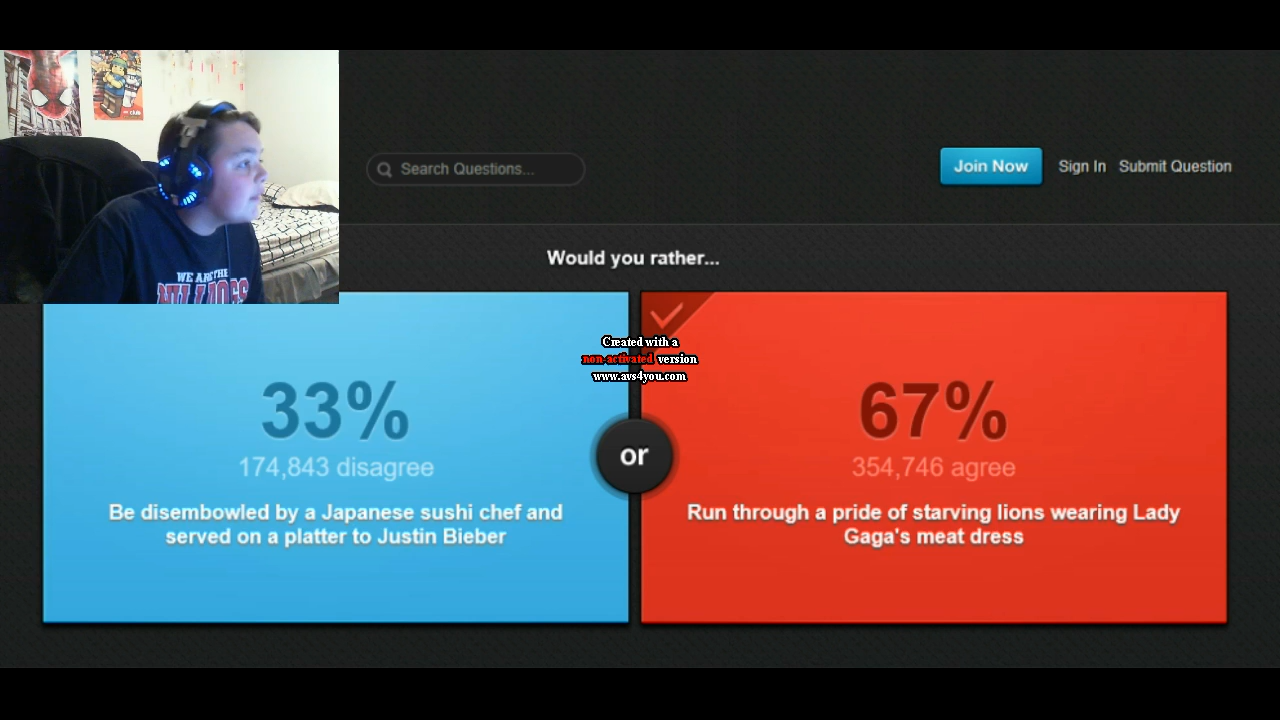 Search Questions...
Join Now
Sign In
Submit Question
Would you rather...
WE ARE THE
Created with a
non-activated version
www.avs4you.com
33%
174,843 disagree
Be disembowled by a Japanese sushi chef and
served on a platter to Justin Bieber
or
67%
354,746 agree
Run through a pride of starving lions wearing Lady
Gaga's meat dress